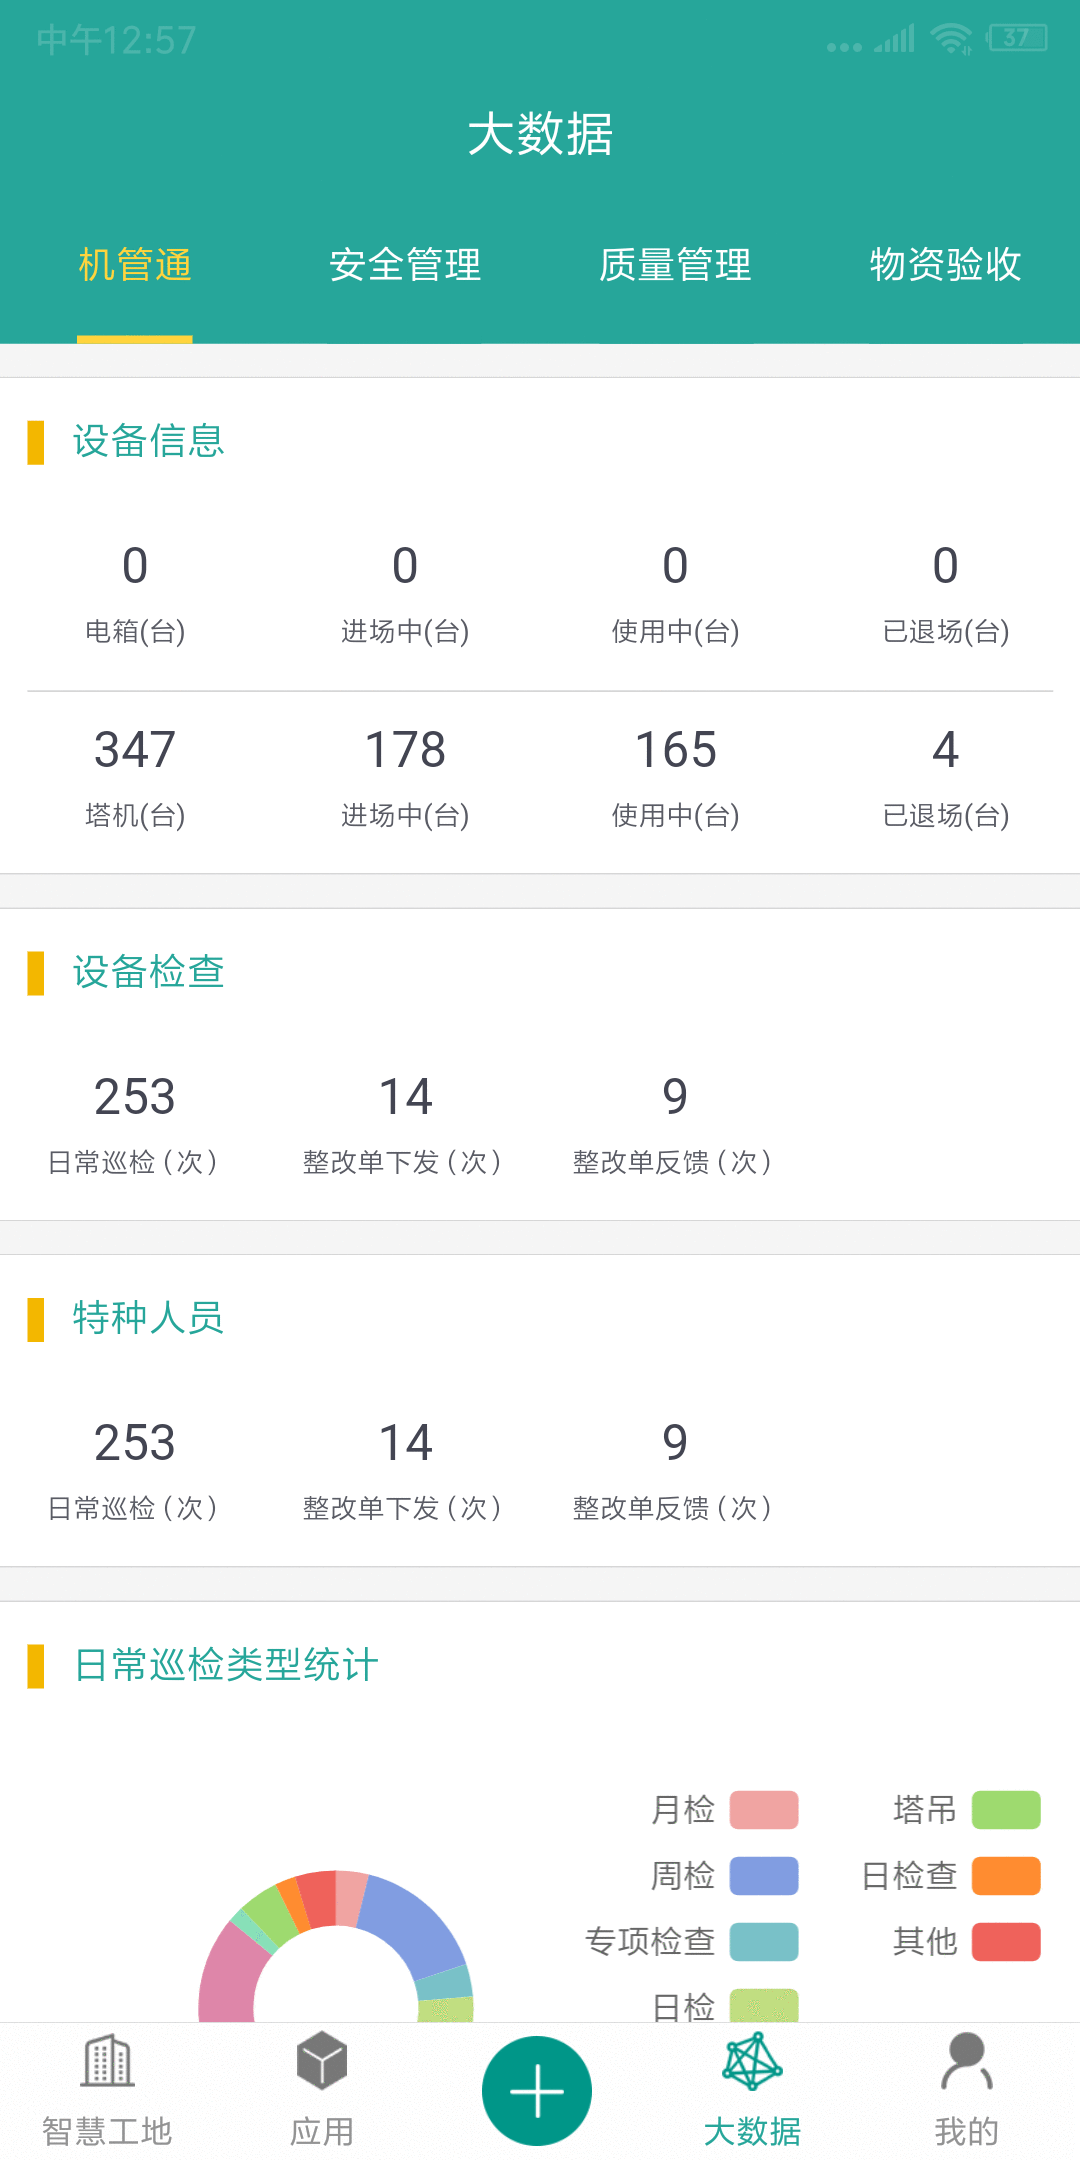 中午12:57 37
大数据
机管通 安全管理 质量管理 物资验收
设备信息
0 0 0 0
电箱(台) 进场中(台) 使用中(台) 已退场(台)
347 178 165 4
塔机(台) 进场中(台) 使用中(台) 已退场(台)
设备检查
253 14 9
日常巡检(次) 整改单下发(次) 整改单反馈(次)
特种人员
253 14 9
日常巡检(次) 整改单下发(次) 整改单反馈(次)
日常巡检类型统计
月检 塔吊
周检 日检查
专项检查 其他
日检
智慧工地 应用 大数据 我的